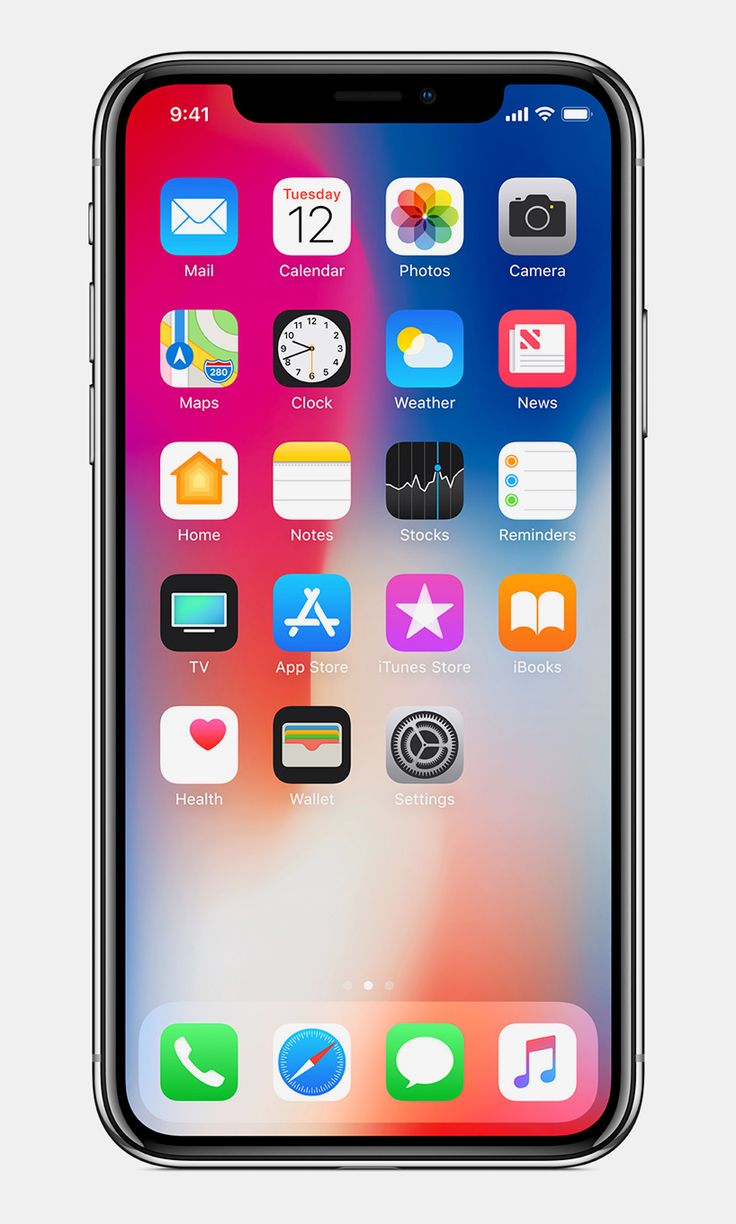 9:41
Tuesday
12
Mail Calendar Photos Camera
280
Maps Clock Weather News
Home Notes Stocks Reminders
TV App Store iTunes Store iBooks
Health Wallet Settings